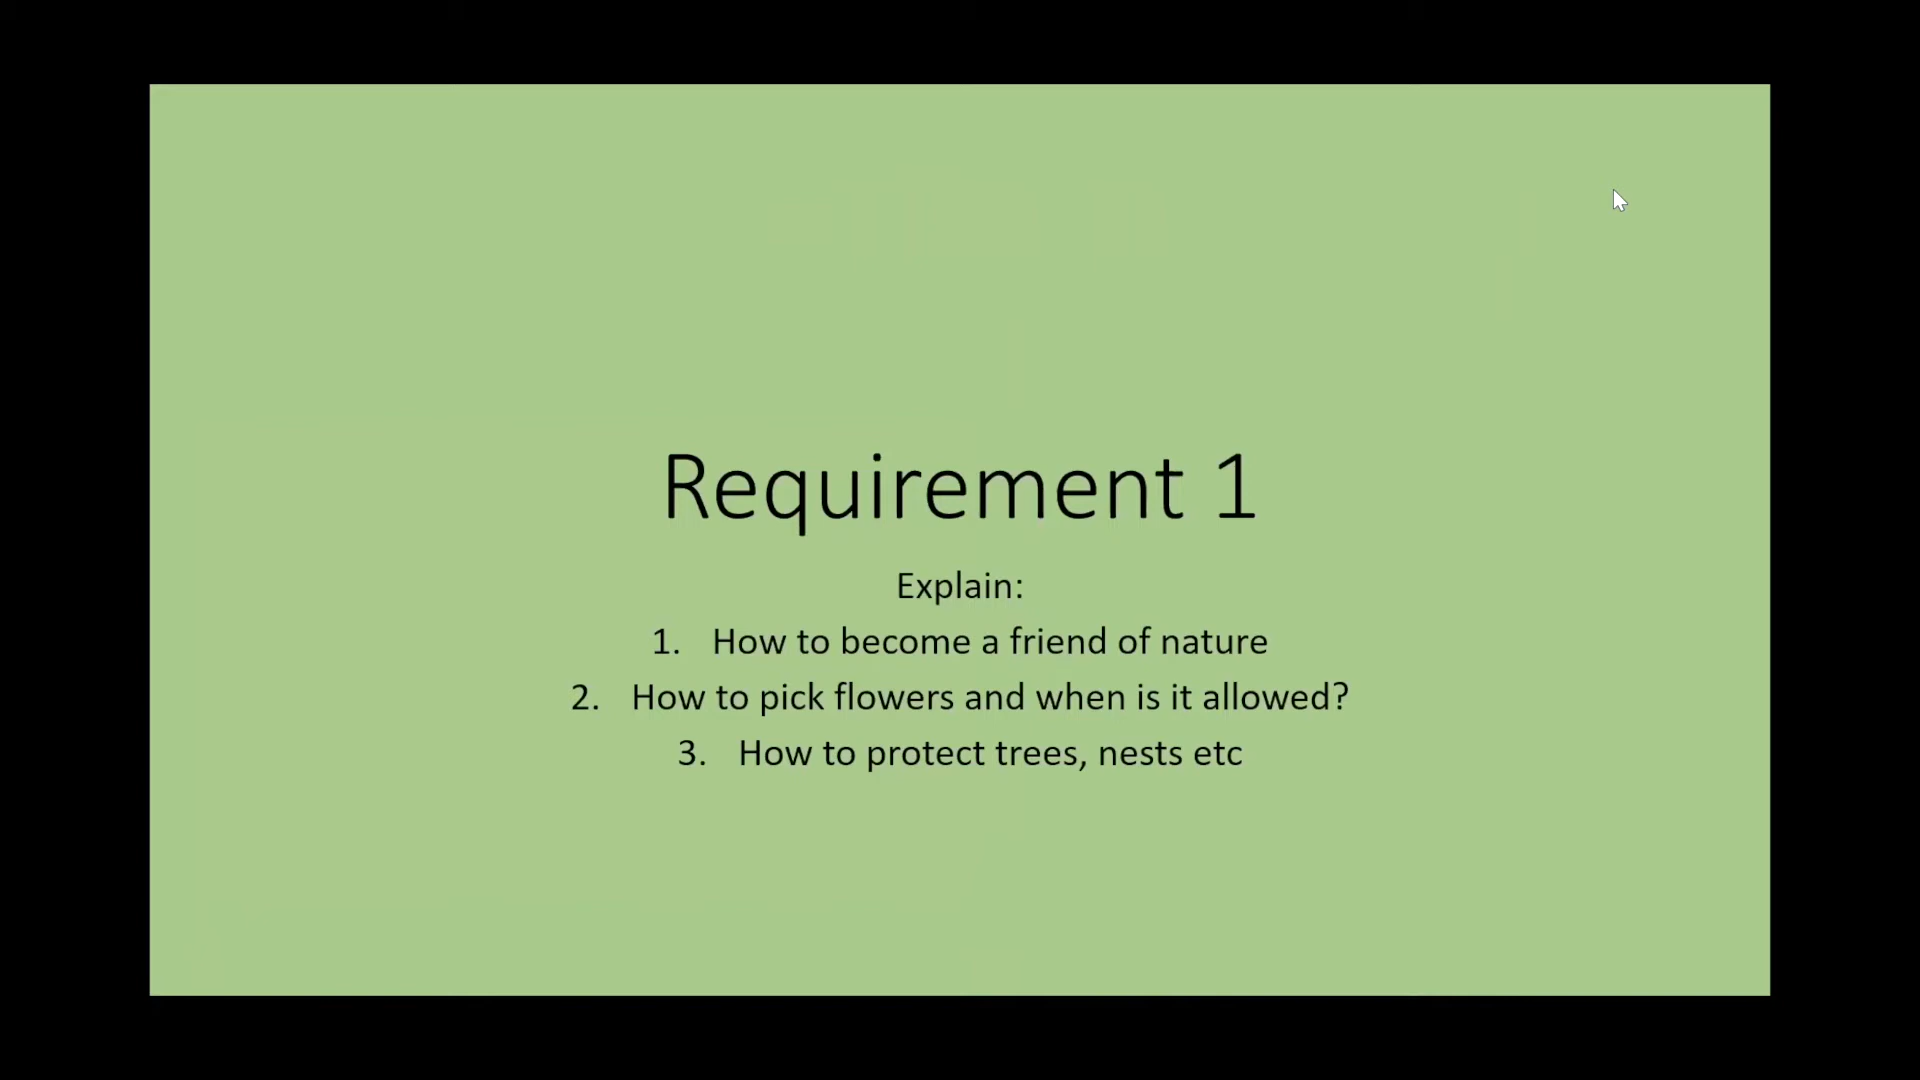 Requirement 1
Explain:
1. How to become a friend of nature
2. How to pick flowers and when is it allowed?
3. How to protect trees, nests etc